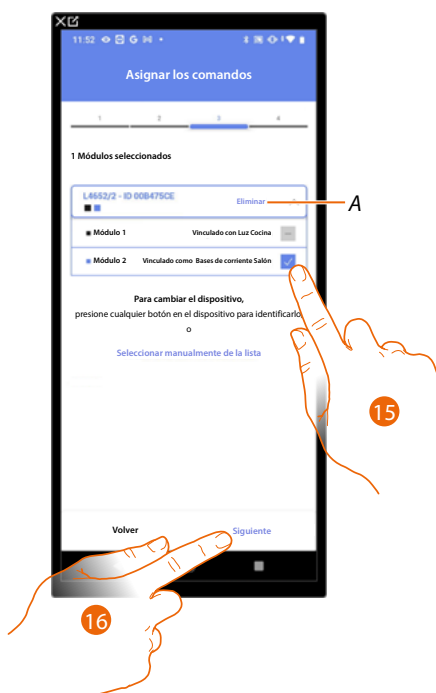 11:52
Asignar los comandos
1 2 3 4
1 Módulos seleccionados
L4652/2 - ID 00B475CE
Eliminar
A
Módulo 1 Vinculado con Luz Cocina
Módulo 2 Vinculado como Bases de corriente Salón
Para cambiar el dispositivo,
presione cualquier botón en el dispositivo para identificarlo
o
Seleccionar manualmente de la lista
15
Volver Siguiente
16